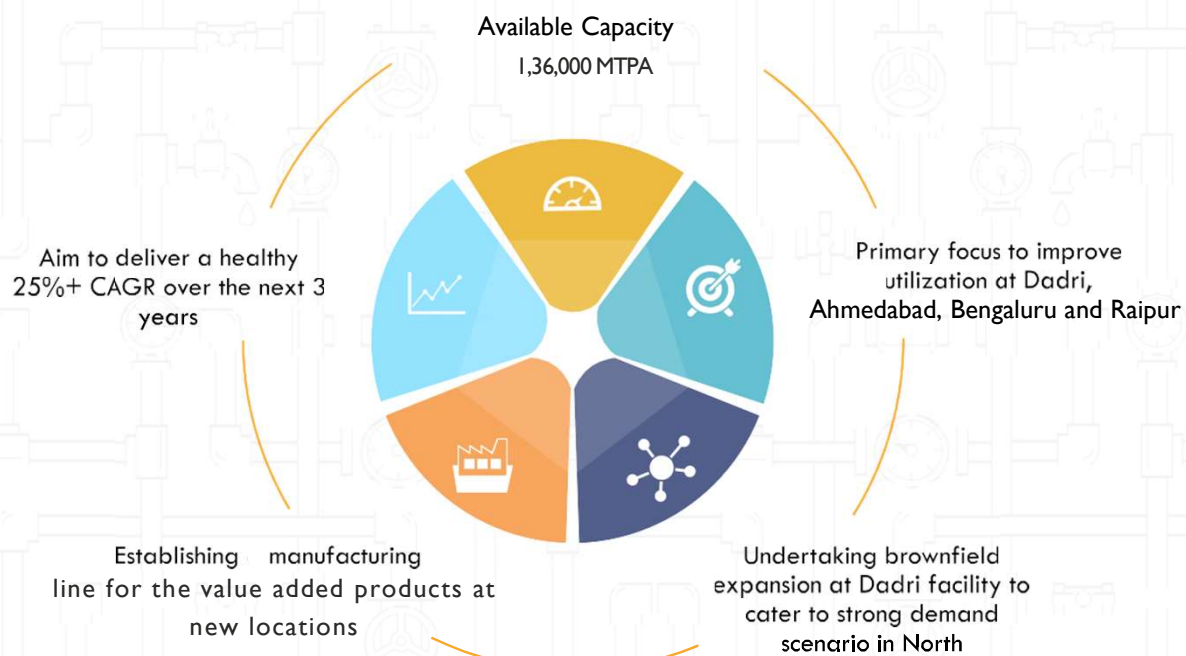 Available Capacity
1,36,000 MTPA
Aim to deliver a healthy
25%+ CAGR over the next 3
years
Primary focus to improve
utilization at Dadri,
Ahmedabad, Bengaluru and Raipur
Establishing manufacturing
line for the value added products at
new locations
Undertaking brownfield
expansion at Dadri facility to
cater to strong demand
scenario in North